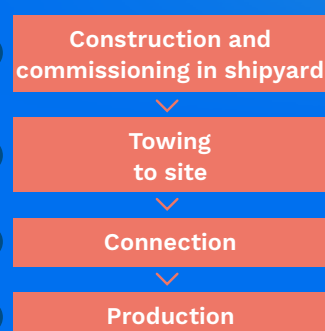 Construction and
commissioning in shipyard
Towing
to site
Connection
Production